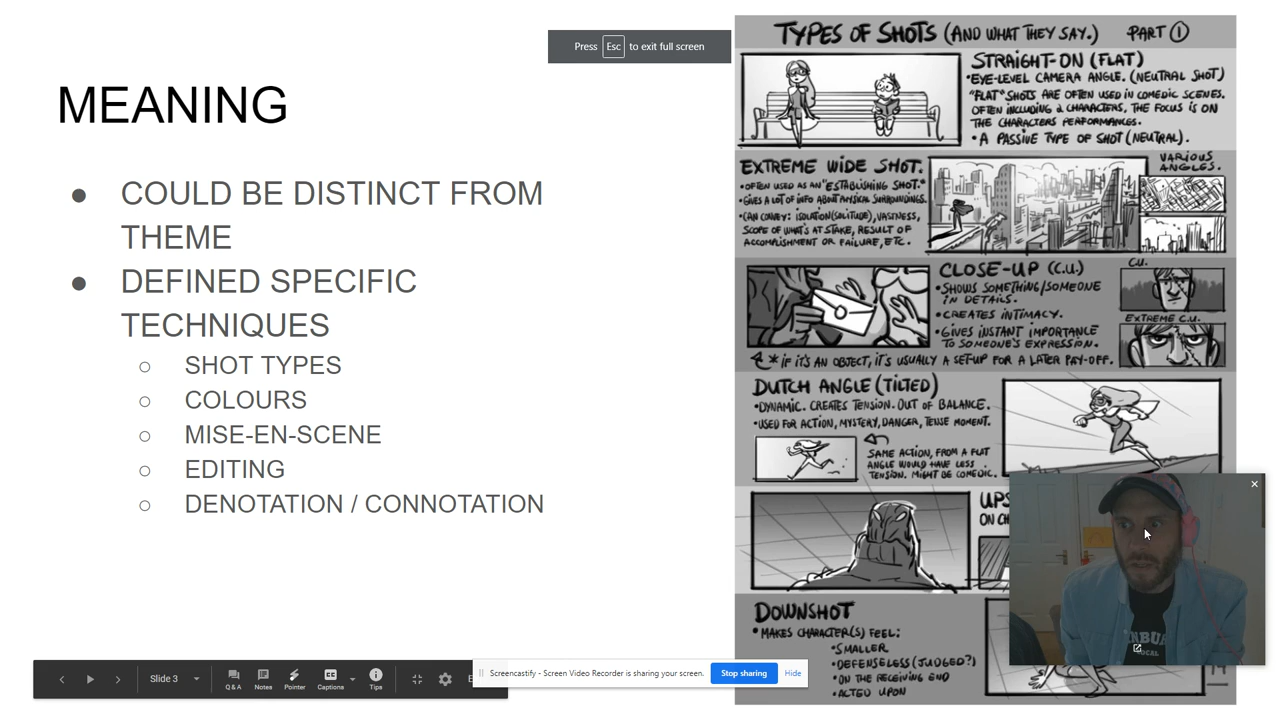 Press Esc to exit full screen
MEANING
● COULD BE DISTINCT FROM
THEME
● DEFINED SPECIFIC
TECHNIQUES
○ SHOT TYPES
○ COLOURS
○ MISE-EN-SCENE
○ EDITING
○ DENOTATION / CONNOTATION
TYPES OF SHOTS (AND WHAT THEY SAY.) PART 1
STRAIGHT-ON (FLAT)
•EYE-LEVEL CAMERA ANGLE. (NEUTRAL SHOT)
"FLAT" SHOTS ARE OFTEN USED IN COMEDIC SCENES.
OFTEN INCLUDING 2 CHARACTERS, THE FOCUS IS ON
THE CHARACTERS PERFORMANCES.
• A PASSIVE TYPE OF SHOT (NEUTRAL).
EXTREME WIDE SHOT.
•OFTEN USED AS AN "ESTABLISHING SHOT."
•GIVES A LOT OF INFO ABOUT PHYSICAL SURROUNDINGS.
•CAN CONVEY: ISOLATION (SOLITUDE), VASTNESS,
SCOPE OF WHAT'S AT STAKE, RESULT OF
ACCOMPLISHMENT OR FAILURE, ETC.
VARIOUS
ANGLES.
CLOSE-UP (C.U.)
•SHOWS SOMETHING/SOMEONE
IN DETAILS.
•CREATES INTIMACY.
•GIVES INSTANT IMPORTANCE
TO SOMEONE'S EXPRESSION.
* IF IT'S AN OBJECT, IT'S USUALLY A SET-UP FOR A LATER PAY-OFF.
C.U.
EXTREME C.U.
DUTCH ANGLE (TILTED)
•DYNAMIC. CREATES TENSION. OUT OF BALANCE.
•USED FOR ACTION, MYSTERY, DANGER, TENSE MOMENT.
SAME ACTION, FROM A FLAT
ANGLE WOULD HAVE LESS
TENSION. MIGHT BE COMEDIC.
UPS
ON CH
DOWNSHOT
•MAKES CHARACTER(S) FEEL:
•SMALLER
•DEFENSELESS (JUDGED?)
•ON THE RECEIVING END
•ACTED UPON
Slide 3
Q & A
Notes
Pointer
Captions
Tips
Screencastify - Screen Video Recorder is sharing your screen.
Stop sharing
Hide